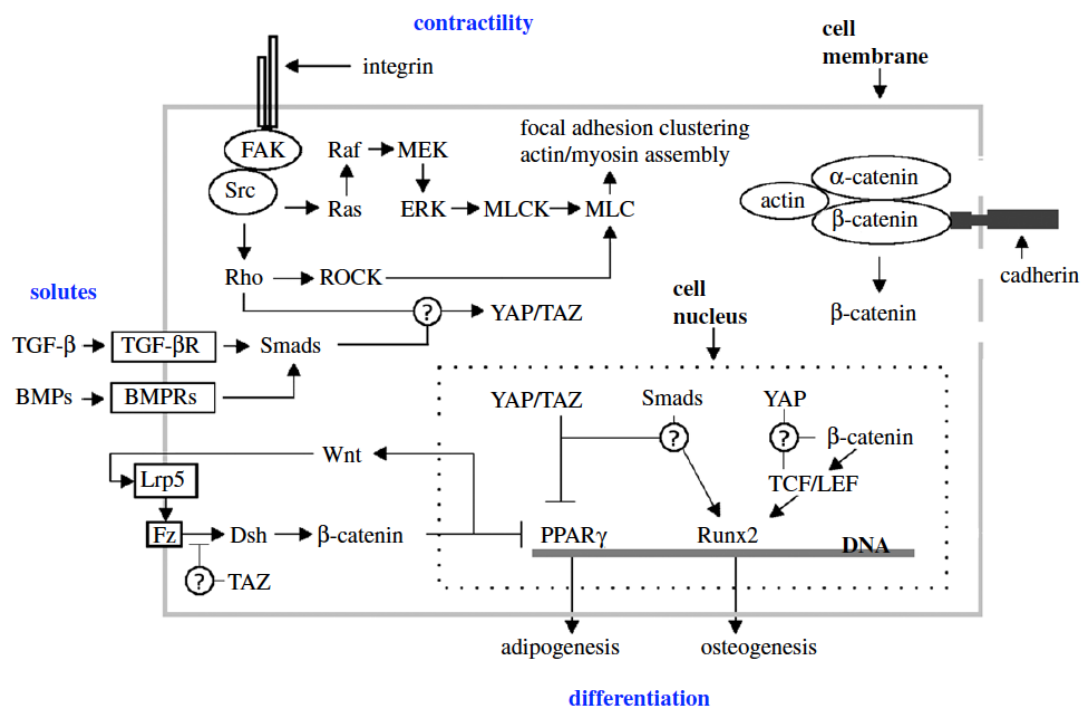 contractility
cell
membrane
integrin
focal adhesion clustering
actin/myosin assembly
FAK
Raf
MEK
α-catenin
Src
actin
Ras
ERK
MLCK
MLC
β-catenin
Rho
ROCK
cadherin
solutes
cell
nucleus
?
YAP/TAZ
β-catenin
TGF-β
TGF-βR
Smads
BMPs
BMPRs
YAP/TAZ
Smads
YAP
?
?
β-catenin
Wnt
Lrp5
TCF/LEF
Fz
Dsh
β-catenin
PPARγ
Runx2
DNA
?
TAZ
adipogenesis
osteogenesis
differentiation